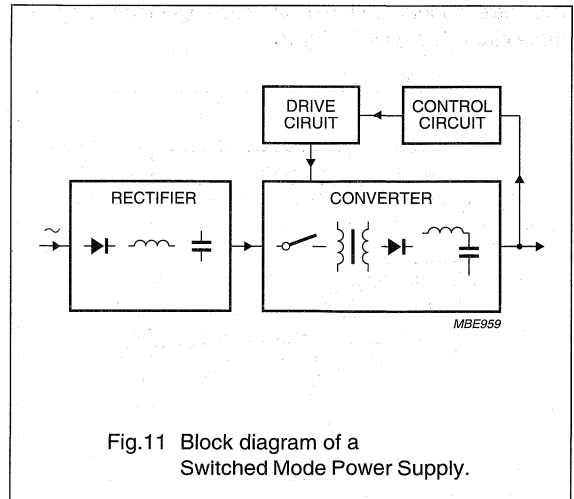 DRIVE
CIRUIT
CONTROL
CIRCUIT
RECTIFIER
CONVERTER
~
MBE959
Fig.11 Block diagram of a
Switched Mode Power Supply.